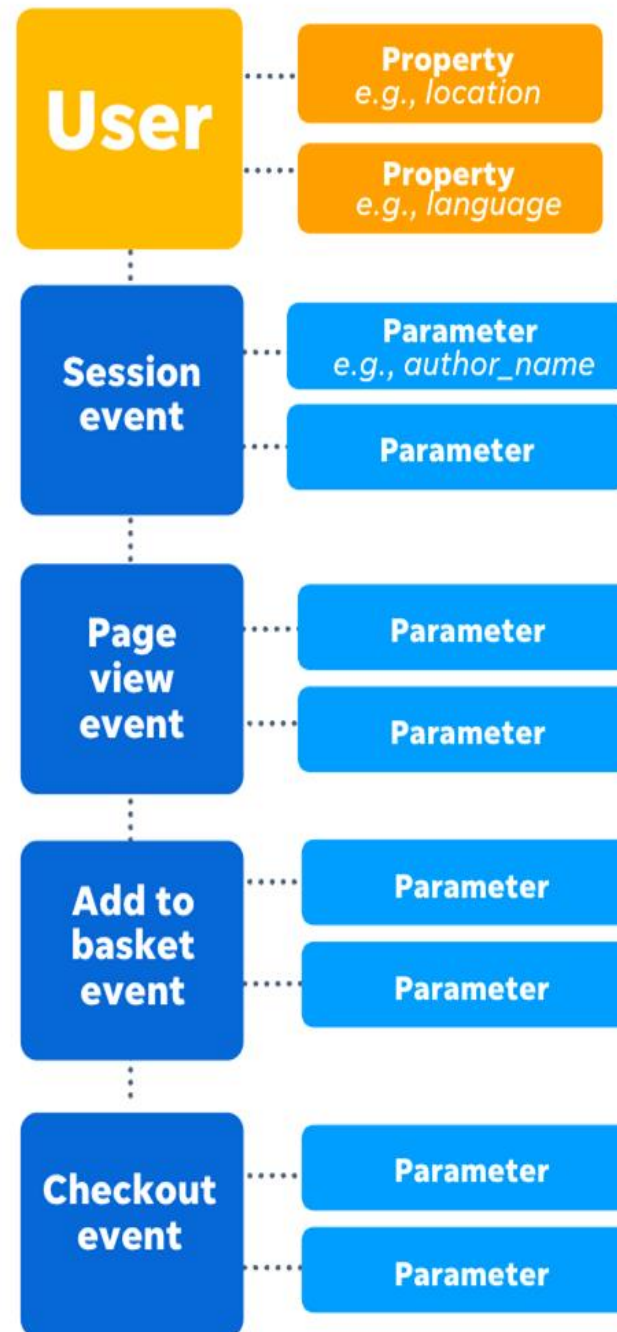 User
Property
e.g., location
Property
e.g., language
Session
event
Parameter
e.g., author_name
Parameter
Page
view
event
Parameter
Parameter
Add to
basket
event
Parameter
Parameter
Checkout
event
Parameter
Parameter